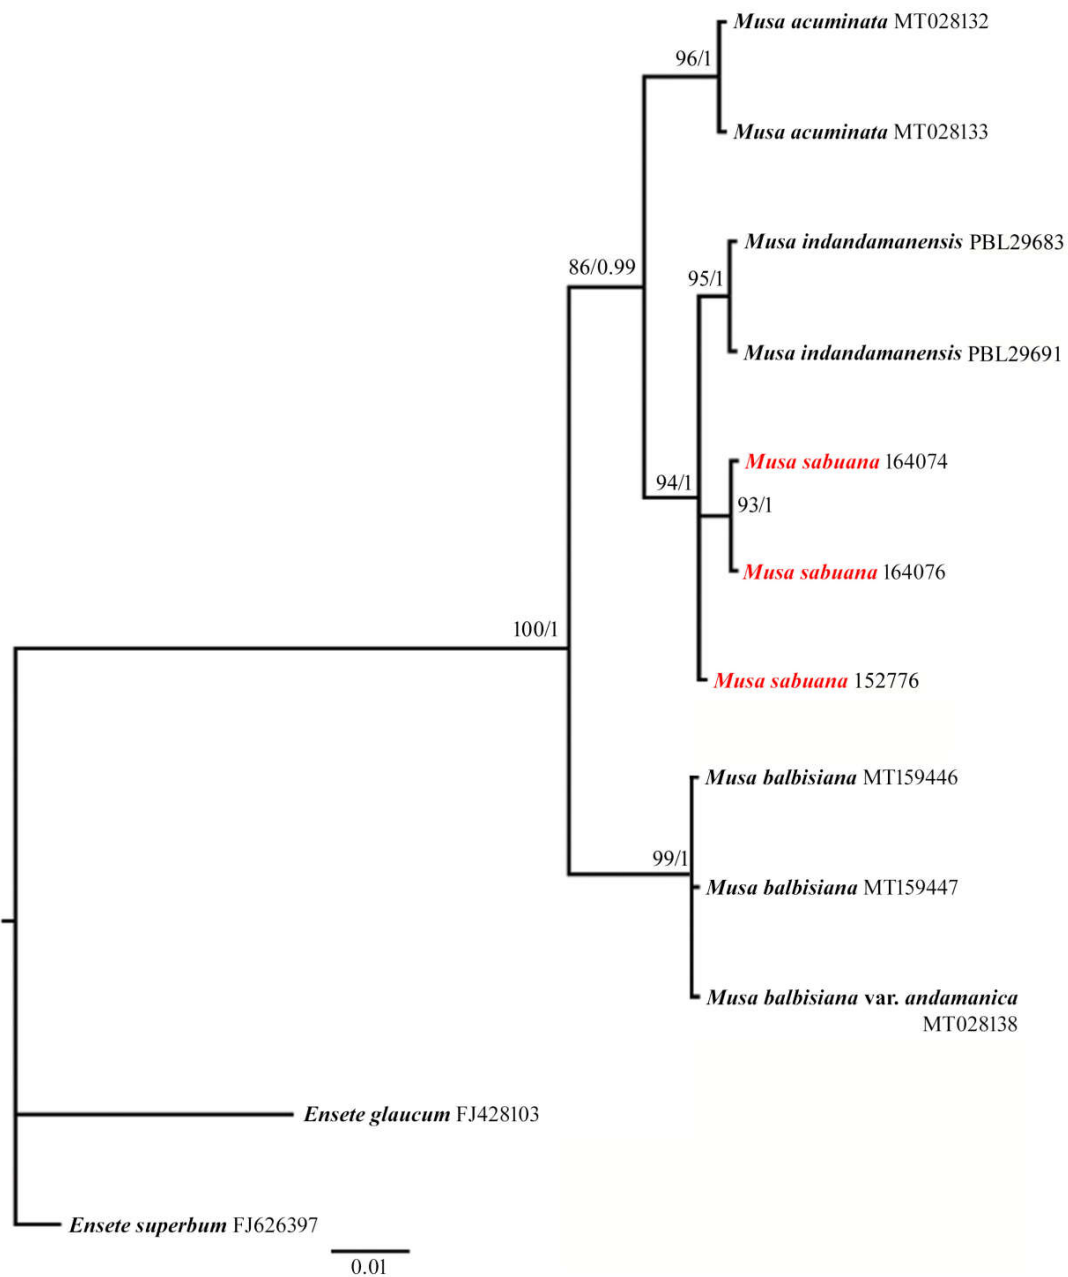 Musa acuminata MT028132
96/1
Musa acuminata MT028133
Musa indandamanensis PBL29683
86/0.99
95/1
Musa indandamanensis PBL29691
Musa sabuana 164074
94/1
93/1
Musa sabuana 164076
100/1
Musa sabuana 152776
Musa balbisiana MT159446
99/1
Musa balbisiana MT159447
Musa balbisiana var. andamanica
MT028138
Ensete glaucum FJ428103
Ensete superbum FJ626397
0.01